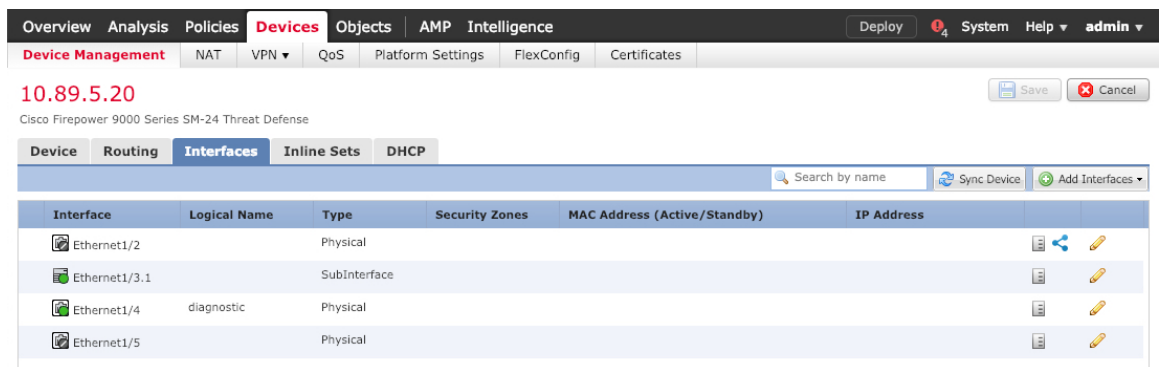 Overview Analysis Policies Devices Objects AMP Intelligence Deploy 4 System Help admin
Device Management NAT VPN QoS Platform Settings FlexConfig Certificates
10.89.5.20
Save Cancel
Cisco Firepower 9000 Series SM-24 Threat Defense
Device Routing Interfaces Inline Sets DHCP
Search by name Sync Device Add Interfaces
Interface Logical Name Type Security Zones MAC Address (Active/Standby) IP Address
Ethernet1/2 Physical
Ethernet1/3.1 SubInterface
Ethernet1/4 diagnostic Physical
Ethernet1/5 Physical